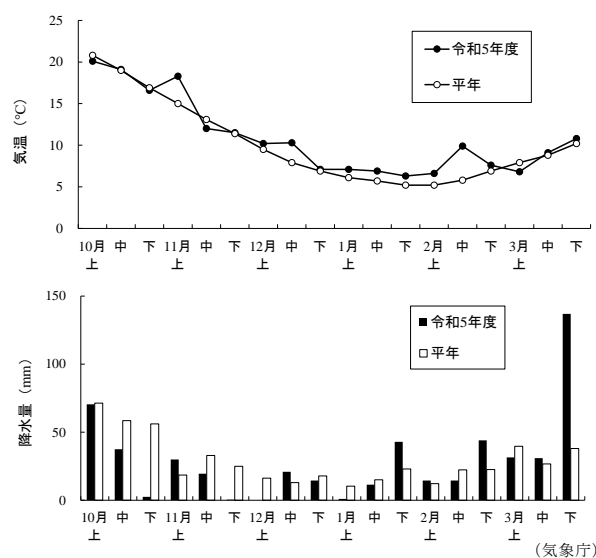 25
20
15
10
5
0
気温（℃）
令和5年度
平年
10月 中 下 11月 中 下 12月 中 下 1月 中 下 2月 中 下 3月 中 下
上 上 上 上 上 上
150
100
50
0
降水量（mm）
令和5年度
平年
10月 中 下 11月 中 下 12月 中 下 1月 中 下 2月 中 下 3月 中 下
上 上 上 上 上 上
（気象庁）